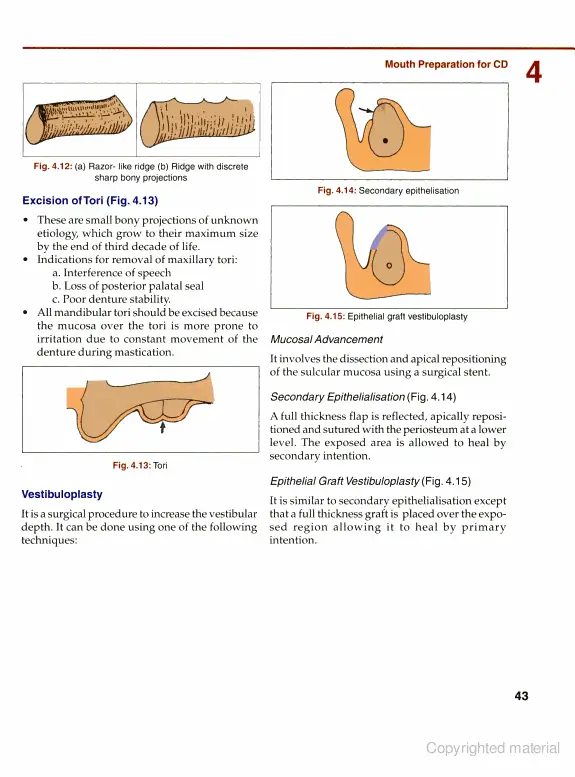 Mouth Preparation for CD
4
Fig. 4.12: (a) Razor- like ridge (b) Ridge with discrete
sharp bony projections
Excision of Tori (Fig. 4.13)
• These are small bony projections of unknown
etiology, which grow to their maximum size
by the end of third decade of life.
• Indications for removal of maxillary tori:
a. Interference of speech
b. Loss of posterior palatal seal
c. Poor denture stability.
• All mandibular tori should be excised because
the mucosa over the tori is more prone to
irritation due to constant movement of the
denture during mastication.
Fig. 4.13: Tori
Vestibuloplasty
It is a surgical procedure to increase the vestibular
depth. It can be done using one of the following
techniques:
Fig. 4.14: Secondary epithelisation
Fig. 4.15: Epithelial graft vestibuloplasty
Mucosal Advancement
It involves the dissection and apical repositioning
of the sulcular mucosa using a surgical stent.
Secondary Epithelialisation (Fig. 4.14)
A full thickness flap is reflected, apically reposi-
tioned and sutured with the periosteum at a lower
level. The exposed area is allowed to heal by
secondary intention.
Epithelial Graft Vestibuloplasty (Fig. 4.15)
It is similar to secondary epithelialisation except
that a full thickness graft is placed over the expo-
sed region allowing it to heal by primary
intention.
43
Copyrighted material